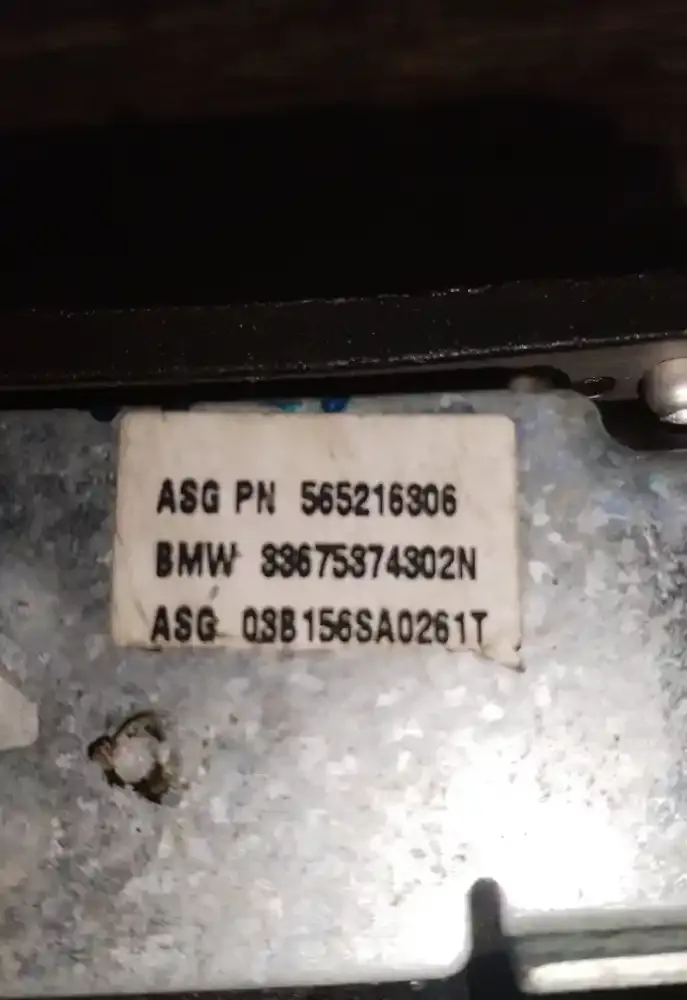 ASG PN 565216306
BMW 33675374302N
ASG 03B156SA0261T